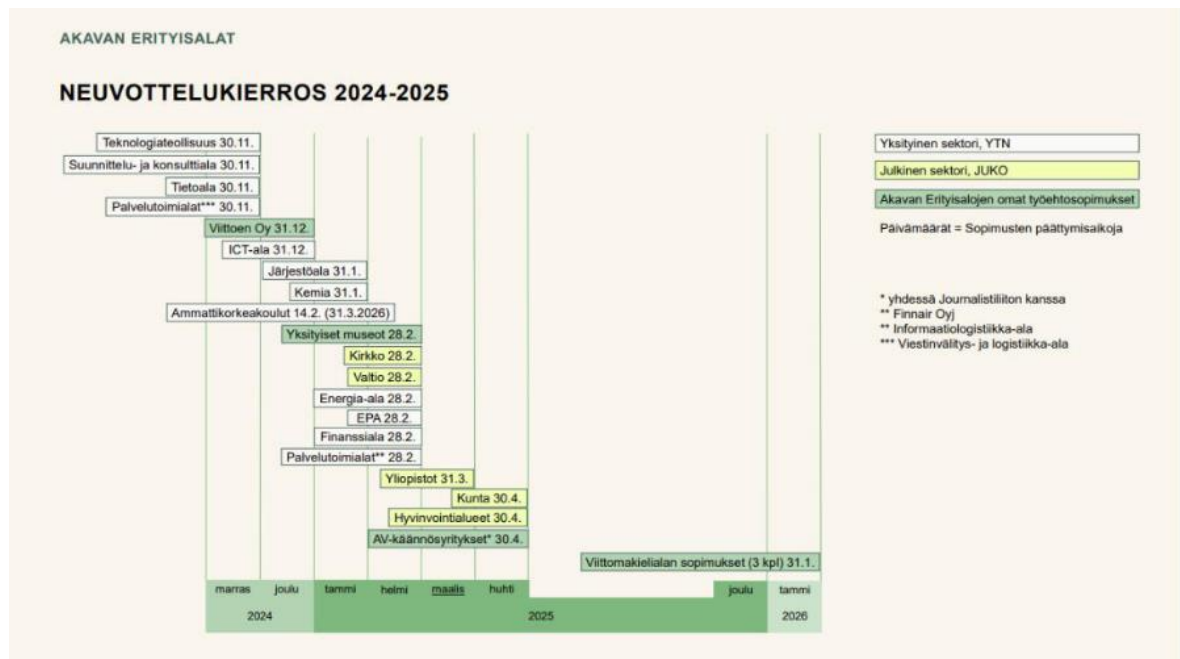 AKAVAN ERITYISALAT
NEUVOTTELUKIERROS 2024-2025
Teknologiateollisuus 30.11.
Suunnittelu- ja konsulttiala 30.11.
Tietoala 30.11.
Palvelutoimialat*** 30.11.
Viittoen Oy 31.12.
ICT-ala 31.12.
Järjestöala 31.1.
Kemia 31.1.
Ammattikorkeakoulut 14.2. (31.3.2026)
Yksityiset museot 28.2.
Kirkko 28.2.
Valtio 28.2.
Energia-ala 28.2.
EPA 28.2.
Finanssiala 28.2.
Palvelutoimialat** 28.2.
Yliopistot 31.3.
Kunta 30.4.
Hyvinvointialueet 30.4.
AV-käännösyritykset* 30.4.
Viittomakielialan sopimukset (3 kpl) 31.1.
marras joulu tammi helmi maalis huhti joulu tammi
2024 2025 2026
Yksityinen sektori, YTN
Julkinen sektori, JUKO
Akavan Erityisalojen omat työehtosopimukset
Päivämäärät = Sopimusten päättymisaikoja
* yhdessä Journalistiliiton kanssa
** Finnair Oyj
** Informaatiologistiikka-ala
*** Viestinvälitys- ja logistiikka-ala